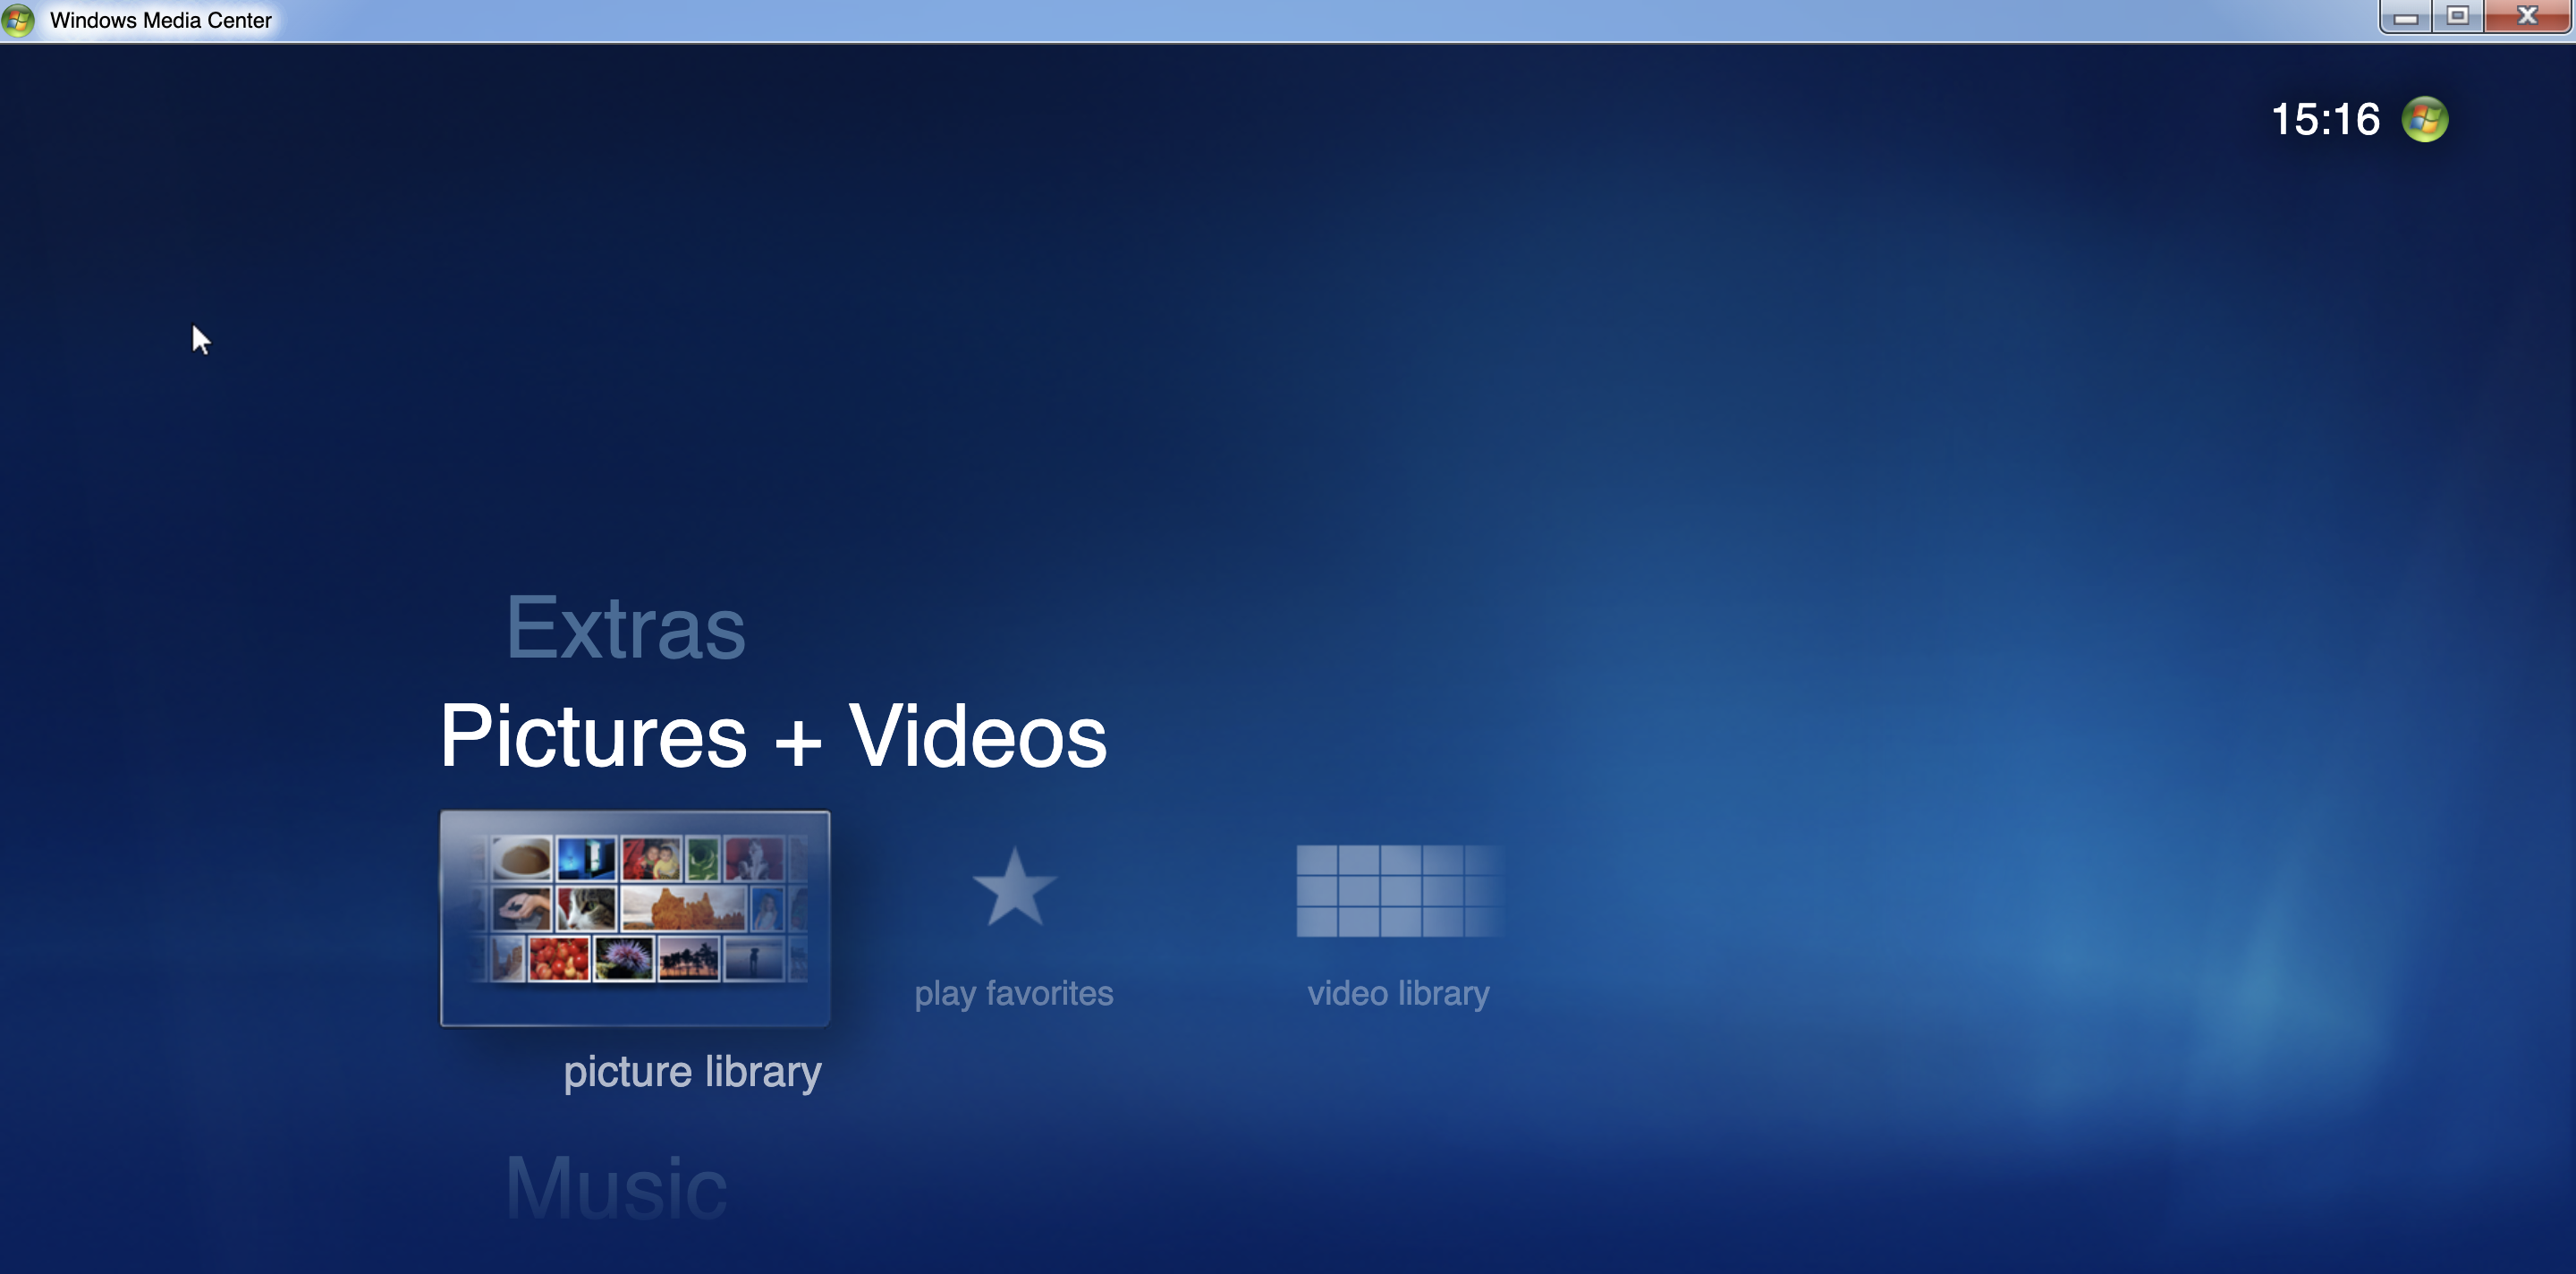 Windows Media Center
15:16
Extras
Pictures + Videos
play favorites
video library
picture library
Music